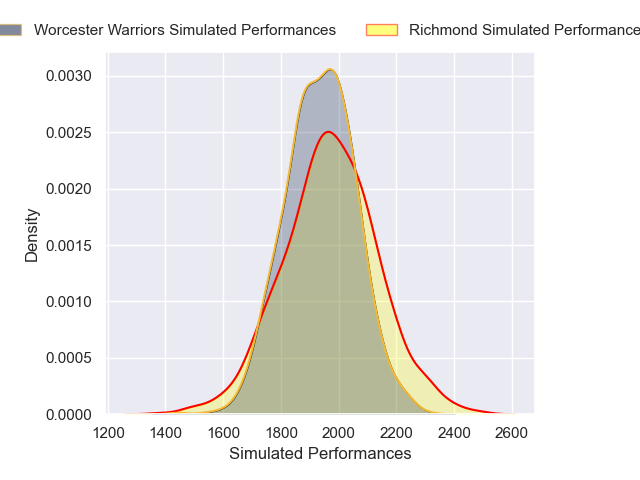 Worcester Warriors Simulated Performances
Richmond Simulated Performance
0.0030
0.0025
0.0020
0.0015
0.0010
0.0005
0.0000
Density
1200 1400 1600 1800 2000 2200 2400 2600
Simulated Performances